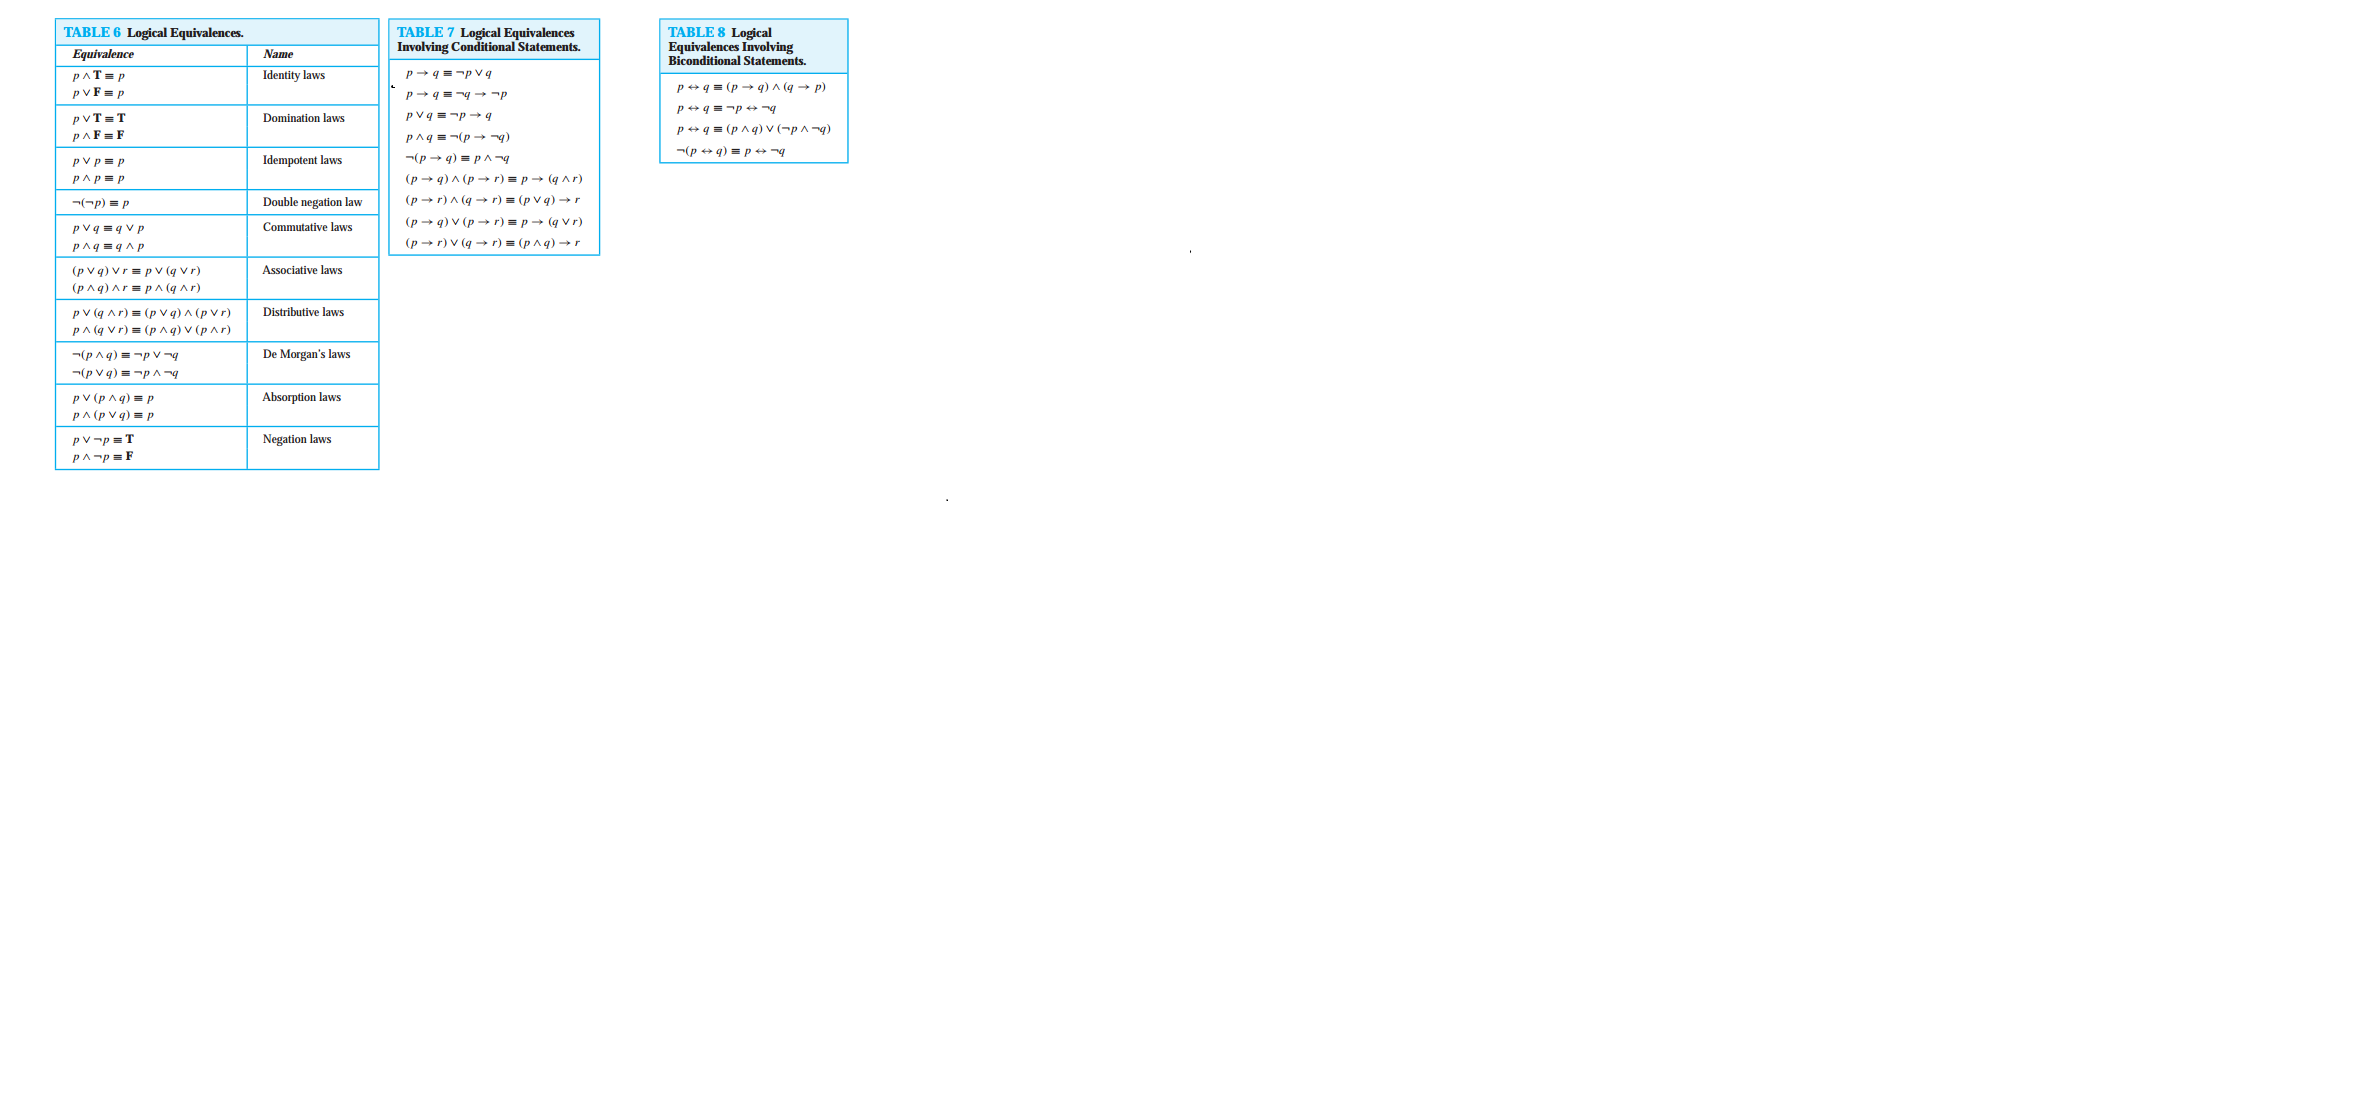 TABLE 6 Logical Equivalences.
Equivalence Name
p ∧ T ≡ p Identity laws
p ∨ F ≡ p
p ∨ T ≡ T Domination laws
p ∧ F ≡ F
p ∨ p ≡ p Idempotent laws
p ∧ p ≡ p
¬(¬p) ≡ p Double negation law
p ∨ q ≡ q ∨ p Commutative laws
p ∧ q ≡ q ∧ p
(p ∨ q) ∨ r ≡ p ∨ (q ∨ r) Associative laws
(p ∧ q) ∧ r ≡ p ∧ (q ∧ r)
p ∨ (q ∧ r) ≡ (p ∨ q) ∧ (p ∨ r) Distributive laws
p ∧ (q ∨ r) ≡ (p ∧ q) ∨ (p ∧ r)
¬(p ∧ q) ≡ ¬p ∨ ¬q De Morgan's laws
¬(p ∨ q) ≡ ¬p ∧ ¬q
p ∨ (p ∧ q) ≡ p Absorption laws
p ∧ (p ∨ q) ≡ p
p ∨ ¬p ≡ T Negation laws
p ∧ ¬p ≡ F
TABLE 7 Logical Equivalences
Involving Conditional Statements.
p → q ≡ ¬p ∨ q
p → q ≡ ¬q → ¬p
p ∨ q ≡ ¬p → q
p ∧ q ≡ ¬(p → ¬q)
¬(p → q) ≡ p ∧ ¬q
(p → q) ∧ (p → r) ≡ p → (q ∧ r)
(p → r) ∧ (q → r) ≡ (p ∨ q) → r
(p → q) ∨ (p → r) ≡ p → (q ∨ r)
(p → r) ∨ (q → r) ≡ (p ∧ q) → r
TABLE 8 Logical
Equivalences Involving
Biconditional Statements.
p ↔ q ≡ (p → q) ∧ (q → p)
p ↔ q ≡ ¬p ↔ ¬q
p ↔ q ≡ (p ∧ q) ∨ (¬p ∧ ¬q)
¬(p ↔ q) ≡ p ↔ ¬q